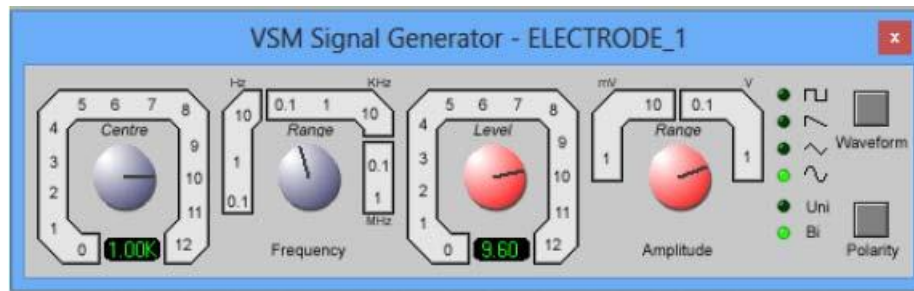 VSM Signal Generator - ELECTRODE_1
x
Hz KHz mV V
5 6 7 8 10 0.1 1 10 5 6 7 8 10 0.1
4 Centre Range 4 Level Range Waveform
3 9 1 0.1 3 9 1 1
2 10 0.1 1 2 10
1 11 MHz 1 11 Uni
0 1.00K 12 Frequency 0 9.60 12 Amplitude Bi Polarity